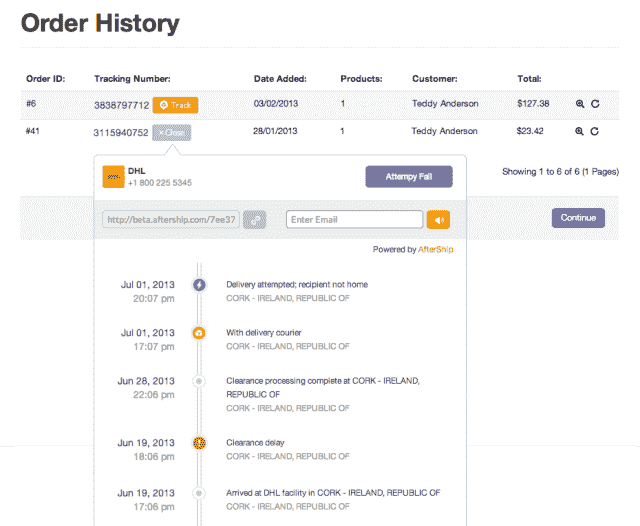 Order History
Order ID: Tracking Number: Date Added: Products: Customer: Total:
#6 3838797712 Track 03/02/2013 1 Teddy Anderson $127.38
#41 3115940752 × Close 28/01/2013 1 Teddy Anderson $23.42
DHL
+1 800 225 5345
Attempy Fall
Showing 1 to 6 of 6 (1 Pages)
http://beta.aftership.com/7ee37
Enter Email
Continue
Powered by AfterShip
Jul 01, 2013 Delivery attempted; recipient not home
20:07 pm CORK - IRELAND, REPUBLIC OF
Jul 01, 2013 With delivery courier
17:07 pm CORK - IRELAND, REPUBLIC OF
Jun 28, 2013 Clearance processing complete at CORK - IRELAND,
22:06 pm REPUBLIC OF
CORK - IRELAND, REPUBLIC OF
Jun 19, 2013 Clearance delay
18:06 pm CORK - IRELAND, REPUBLIC OF
Jun 19, 2013 Arrived at DHL facility in CORK - IRELAND, REPUBLIC OF
17:06 pm CORK - IRELAND, REPUBLIC OF